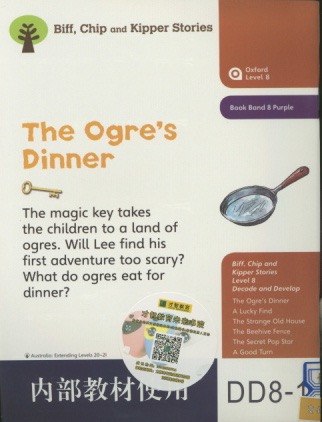 Biff, Chip and Kipper Stories
Oxford
Level 8
Book Band 8 Purple
The Ogre's
Dinner
The magic key takes
the children to a land of
ogres. Will Lee find his
first adventure too scary?
What do ogres eat for
dinner?
Biff, Chip and
Kipper Stories
Level 8
Decode and Develop
The Ogre's Dinner
A Lucky Find
The Strange Old House
The Beehive Fence
The Secret Pop Star
A Good Turn
Australia: Extending Levels 20–21
内部教材使用
DD8-1